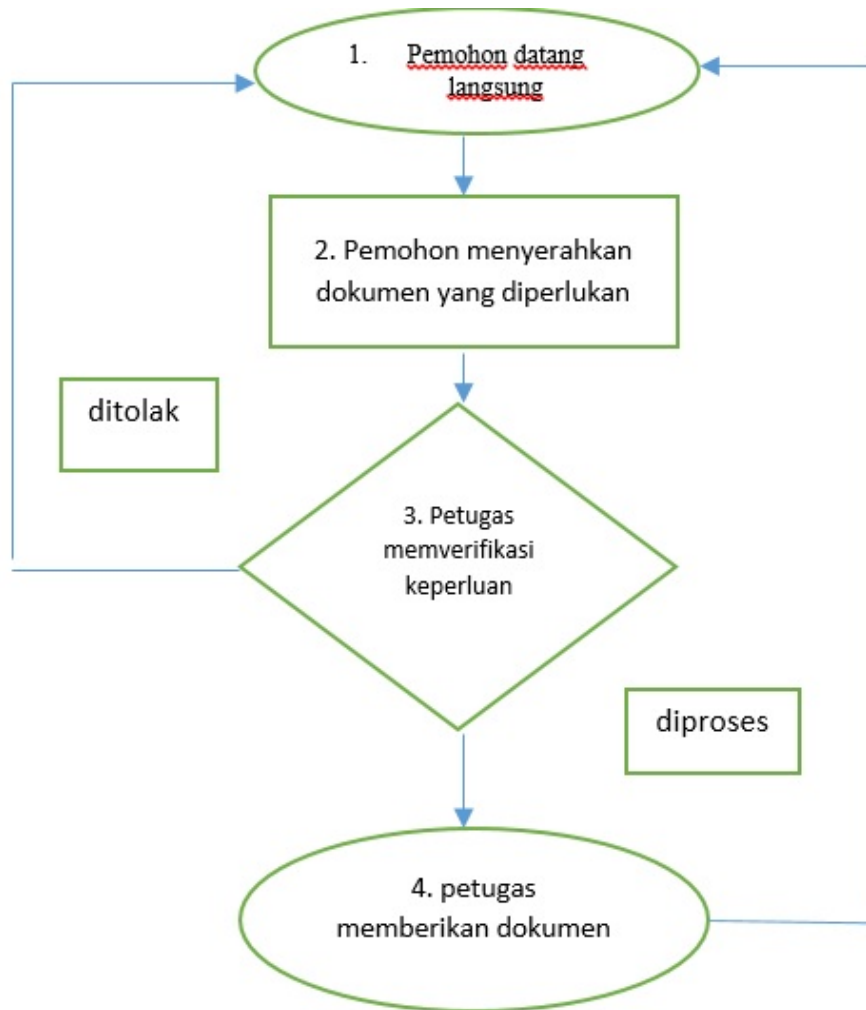 1. Pemohon datang
langsung
2. Pemohon menyerahkan
dokumen yang diperlukan
ditolak
3. Petugas
memverifikasi
keperluan
diproses
4. petugas
memberikan dokumen